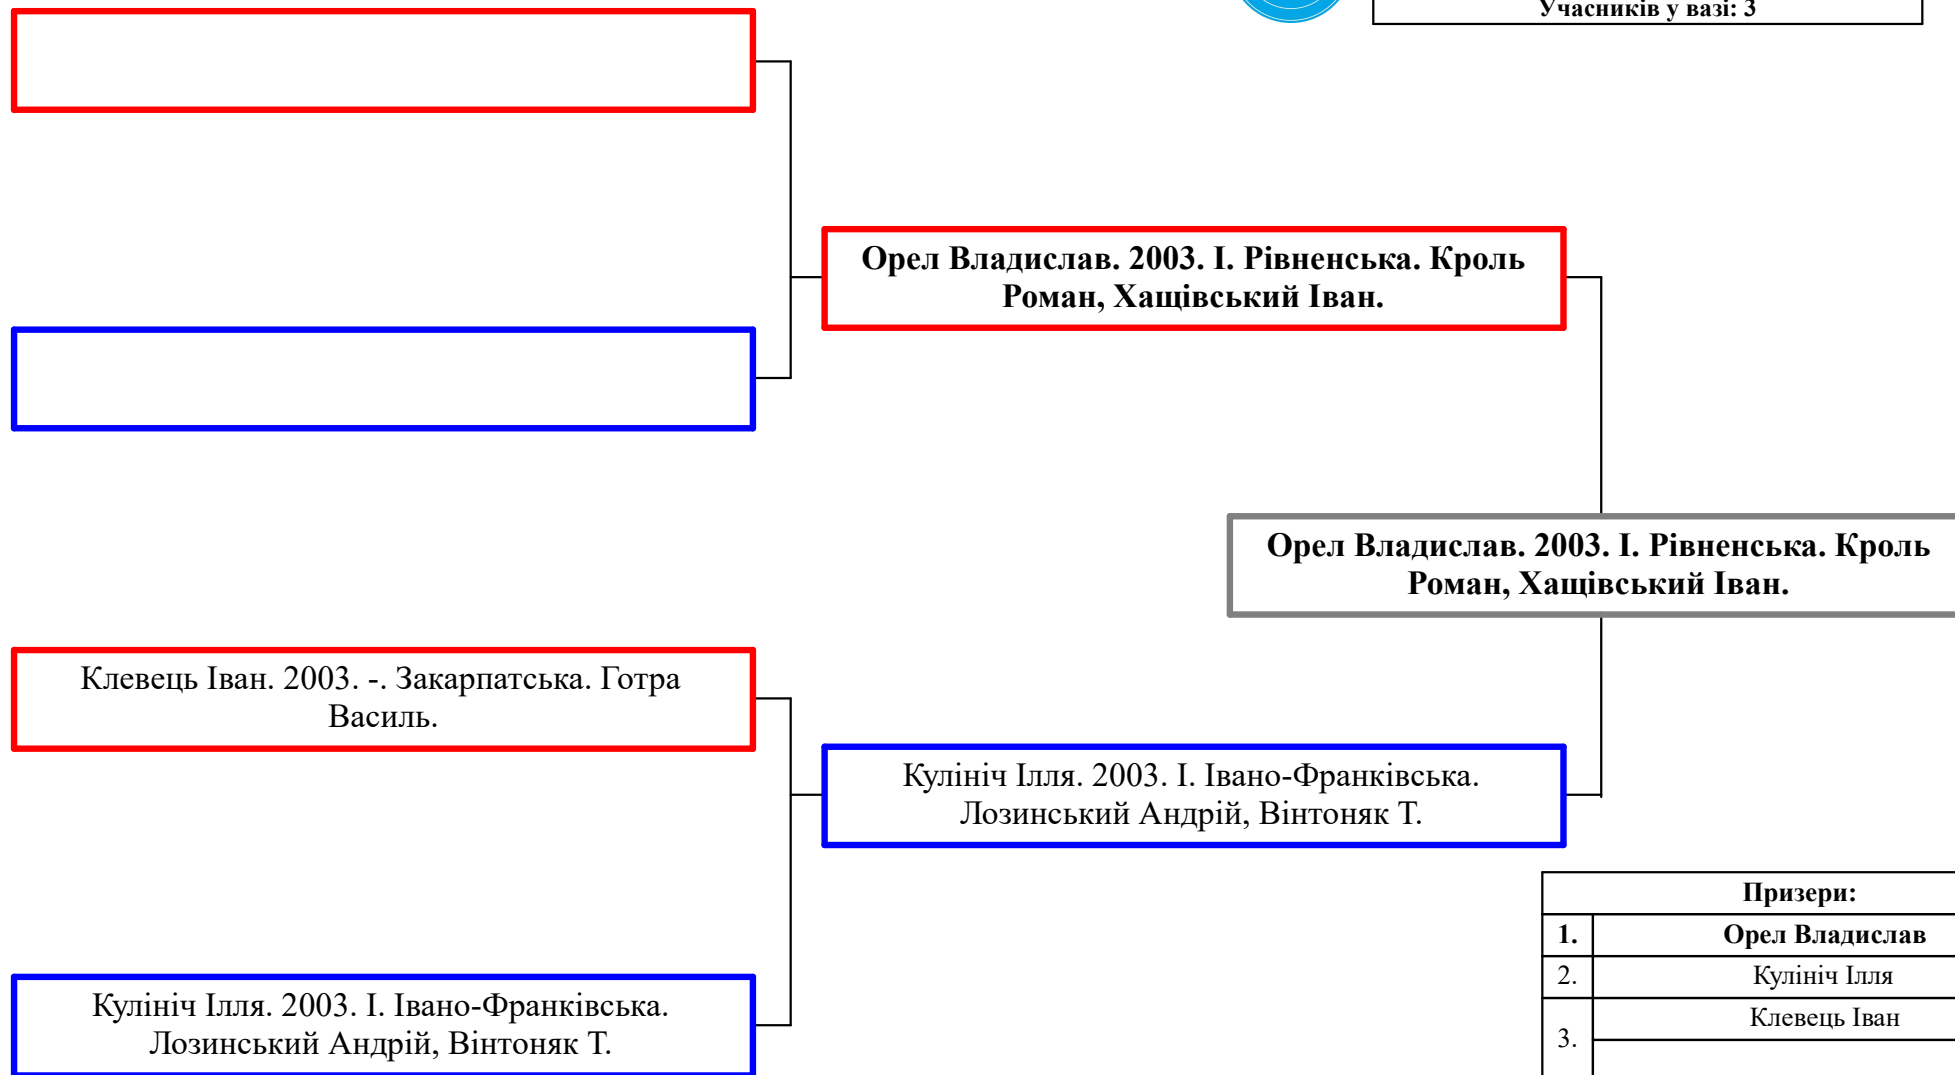 Учасників у вазі: 3
Орел Владислав. 2003. І. Рівненська. Кроль
Роман, Хащівський Іван.
Орел Владислав. 2003. І. Рівненська. Кроль
Роман, Хащівський Іван.
Клевець Іван. 2003. -. Закарпатська. Готра
Василь.
Кулініч Ілля. 2003. І. Івано-Франківська.
Лозинський Андрій, Вінтоняк Т.
Кулініч Ілля. 2003. І. Івано-Франківська.
Лозинський Андрій, Вінтоняк Т.
Призери:
1. Орел Владислав
2. Кулініч Ілля
3. Клевець Іван